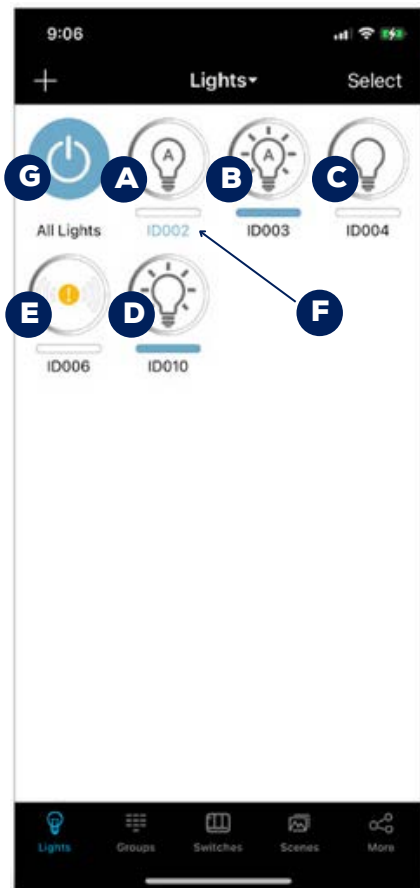 9:06
Lights
Select
G
A
A
B
A
C
All Lights
ID002
ID003
ID004
E
D
F
ID006
ID010
Lights
Groups
Switches
Scenes
More